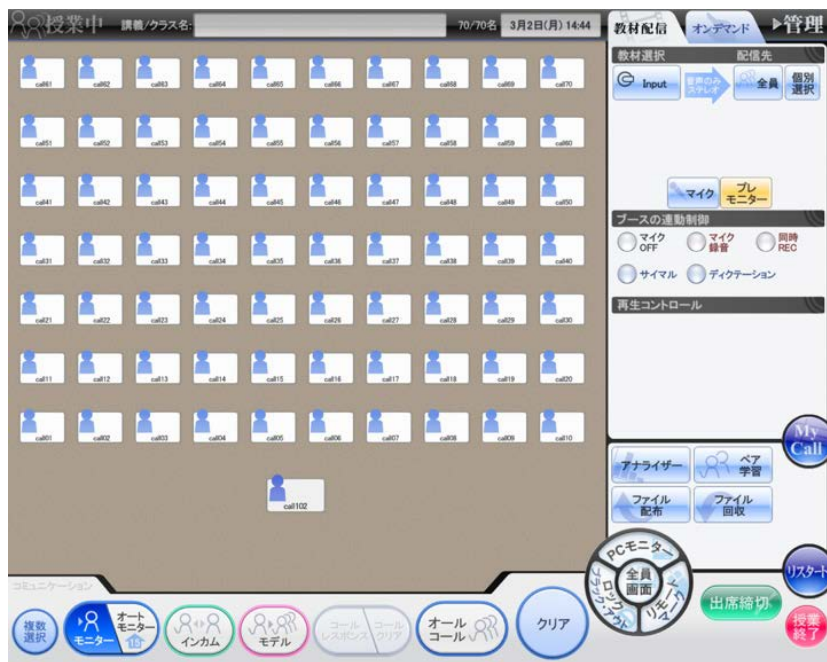 授業中 講義/クラス名: 70/70名 3月2日(月) 14:44 教材配信 オンデマンド ▶管理
教材選択 配信先
Input 音声のみ ステレオ 全員 個別選択
call61 call62 call63 call64 call65 call66 call67 call68 call69 call70
call51 call52 call53 call54 call55 call56 call57 call58 call59 call60
マイク プレモニター
call41 call42 call43 call44 call45 call46 call47 call48 call49 call50
ブースの連動制御
マイクOFF マイク録音 同時REC
call31 call32 call33 call34 call35 call36 call37 call38 call39 call40
サイマル ディクテーション
再生コントロール
call21 call22 call23 call24 call25 call26 call27 call28 call29 call30
call11 call12 call13 call14 call15 call16 call17 call18 call19 call20
call01 call02 call03 call04 call05 call06 call07 call08 call09 call10
My Call
アナライザー ペア学習
call102
ファイル配布 ファイル回収
PCモニター
全員画面
ロック
ブラックアウト
リモート
マーク
リスタート
出席締切
授業終了
コミュニケーション
複数選択 モニター オートモニター 15 インカム モデル コールレスポンス コールクリア オールコール クリア